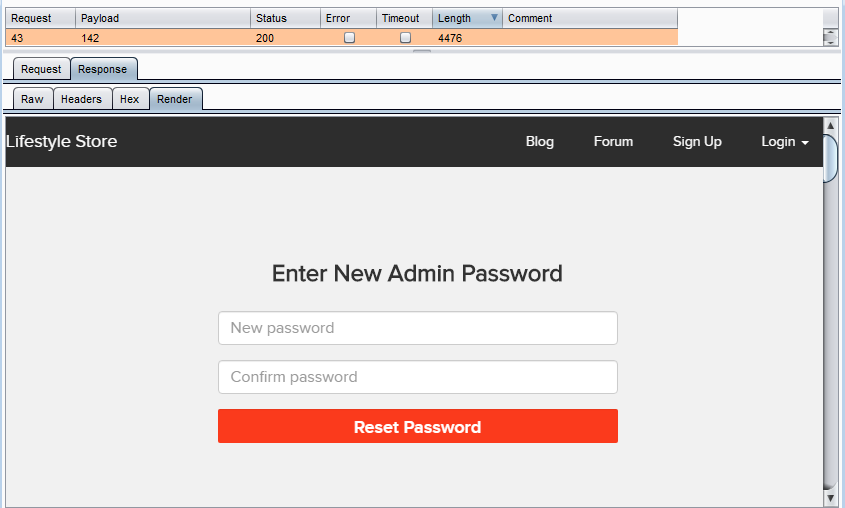 Request Payload Status Error Timeout Length Comment
43 142 200 4476
Request Response
Raw Headers Hex Render
Lifestyle Store Blog Forum Sign Up Login
Enter New Admin Password
New password
Confirm password
Reset Password